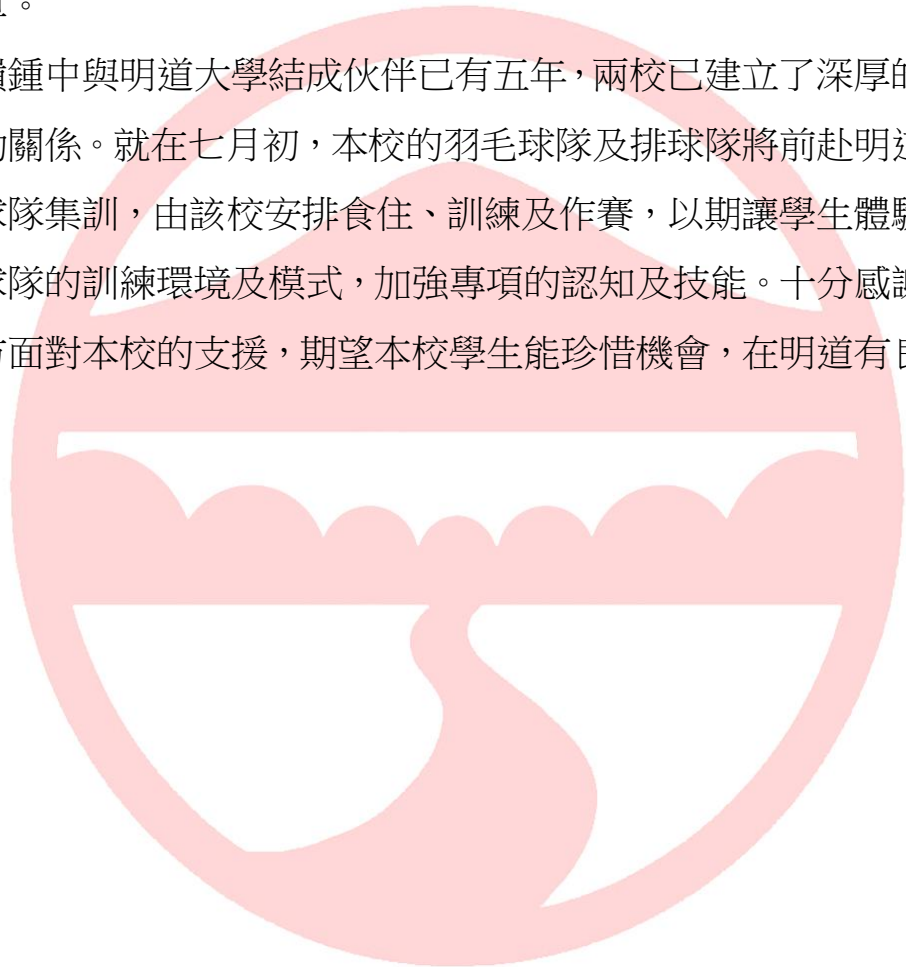 鍾中與明道大學結成伙伴已有五年，兩校已建立了深厚的
關係。就在七月初，本校的羽毛球隊及排球隊將前赴明道
隊集訓，由該校安排食住、訓練及作賽，以期讓學生體驗
隊的訓練環境及模式，加強專項的認知及技能。十分感謝
面對本校的支援，期望本校學生能珍惜機會，在明道有